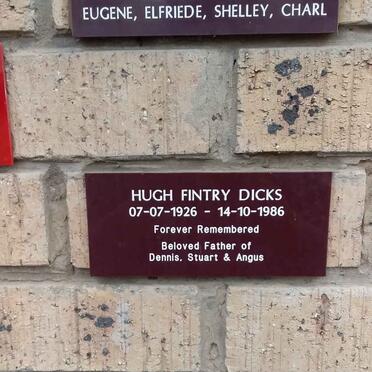 EUGENE, ELFRIEDE, SHELLEY, CHARL
HUGH FINTRY DICKS
07-07-1926 - 14-10-1986
Forever Remembered
Beloved Father of
Dennis, Stuart & Angus